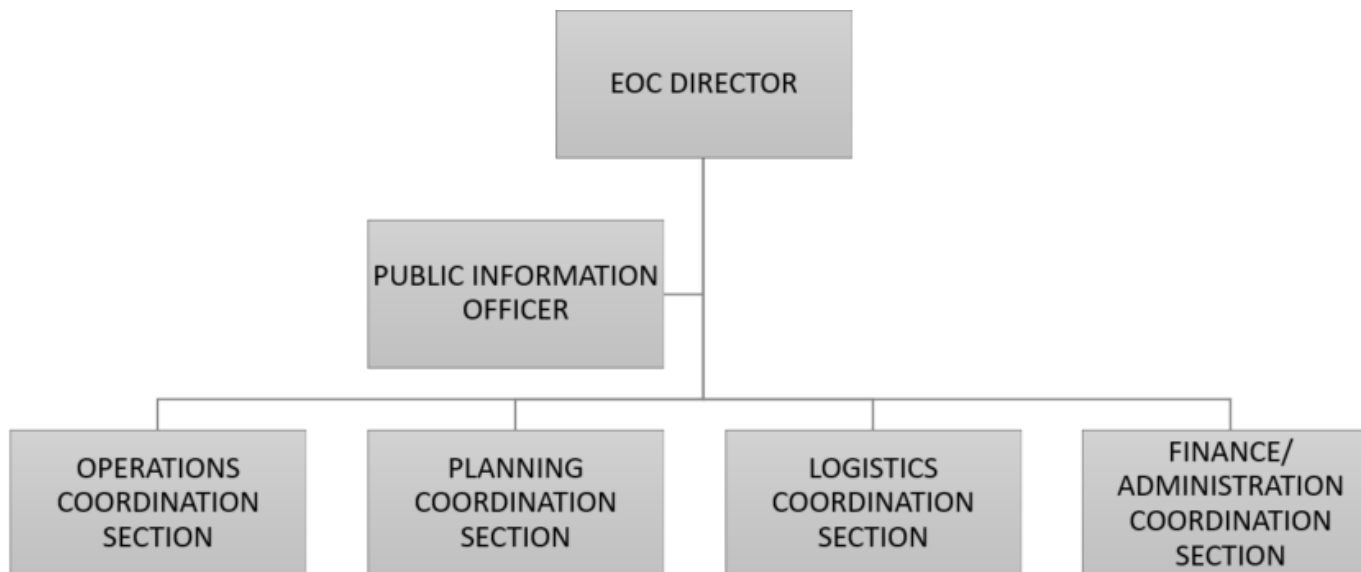 EOC DIRECTOR
PUBLIC INFORMATION
OFFICER
OPERATIONS
COORDINATION
SECTION
PLANNING
COORDINATION
SECTION
LOGISTICS
COORDINATION
SECTION
FINANCE/
ADMINISTRATION
COORDINATION
SECTION